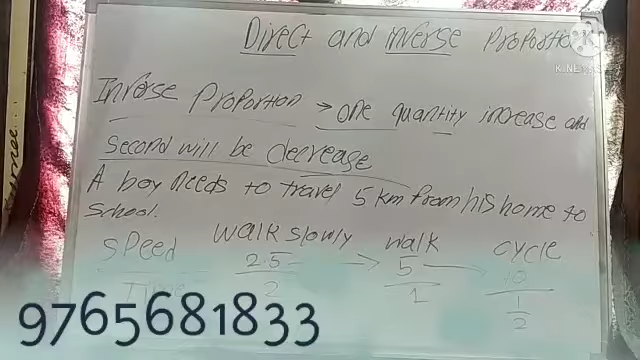 Direct and inverse Proportio
K
KINEMAS
Inverse Proportion → one quantity increase and
second will be decrease
A boy needs to travel 5 km from his home to
school.
speed walk slowly walk cycle
2.5 → 5 10
Time 2 1 1/2
9765681833